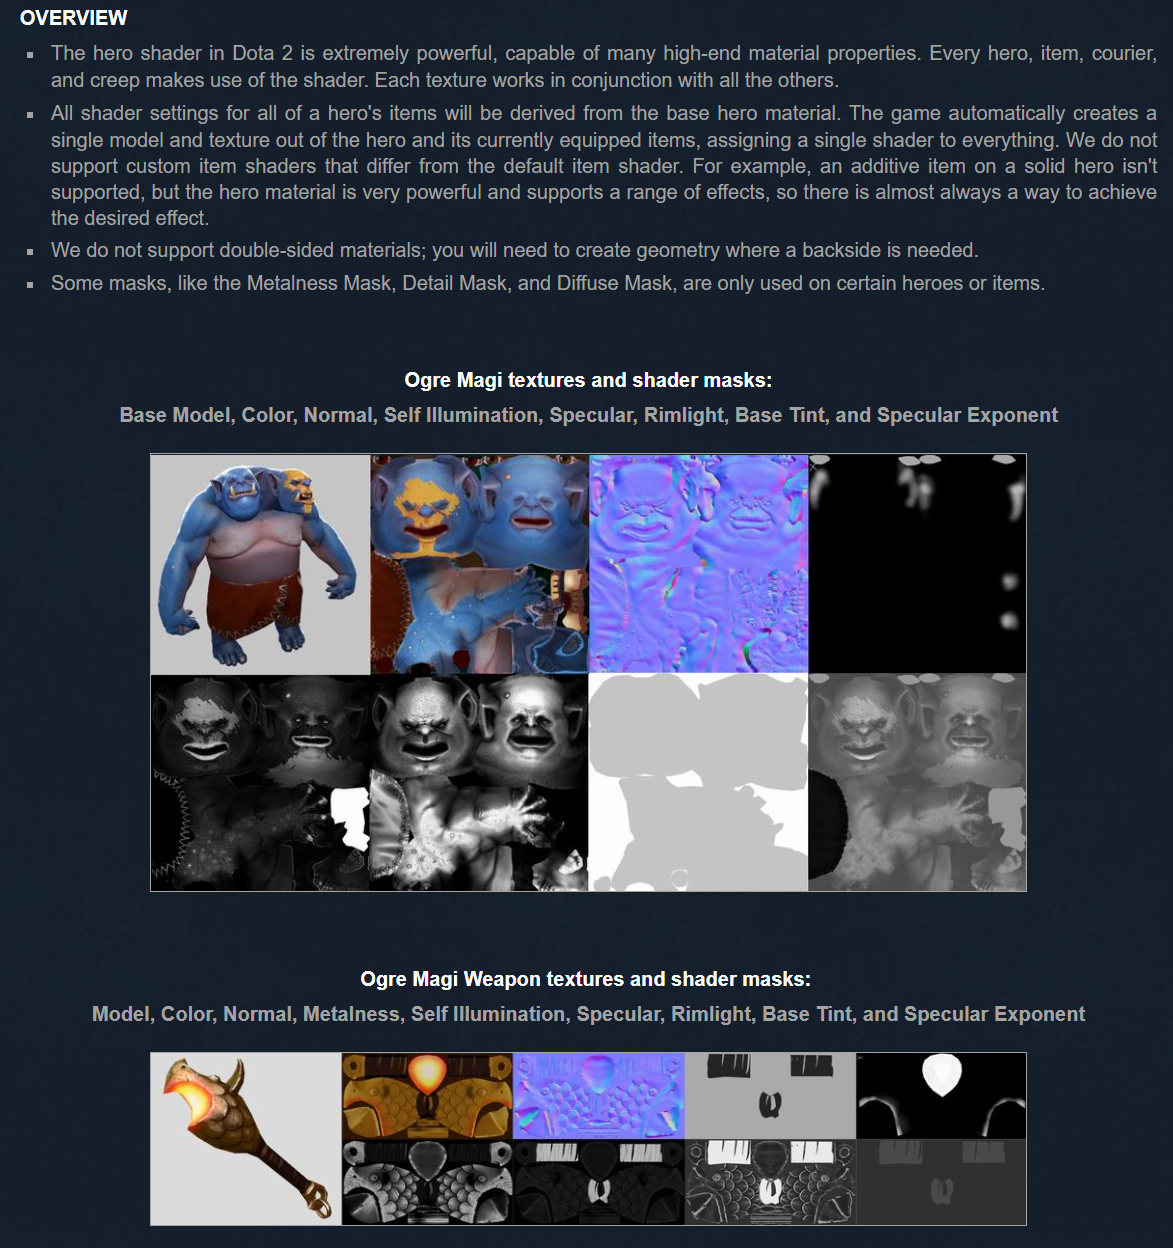 OVERVIEW
The hero shader in Dota 2 is extremely powerful, capable of many high-end material properties. Every hero, item, courier,
and creep makes use of the shader. Each texture works in conjunction with all the others.
All shader settings for all of a hero's items will be derived from the base hero material. The game automatically creates a
single model and texture out of the hero and its currently equipped items, assigning a single shader to everything. We do not
support custom item shaders that differ from the default item shader. For example, an additive item on a solid hero isn't
supported, but the hero material is very powerful and supports a range of effects, so there is almost always a way to achieve
the desired effect.
We do not support double-sided materials; you will need to create geometry where a backside is needed.
Some masks, like the Metalness Mask, Detail Mask, and Diffuse Mask, are only used on certain heroes or items.
Ogre Magi textures and shader masks:
Base Model, Color, Normal, Self Illumination, Specular, Rimlight, Base Tint, and Specular Exponent
Ogre Magi Weapon textures and shader masks:
Model, Color, Normal, Metalness, Self Illumination, Specular, Rimlight, Base Tint, and Specular Exponent